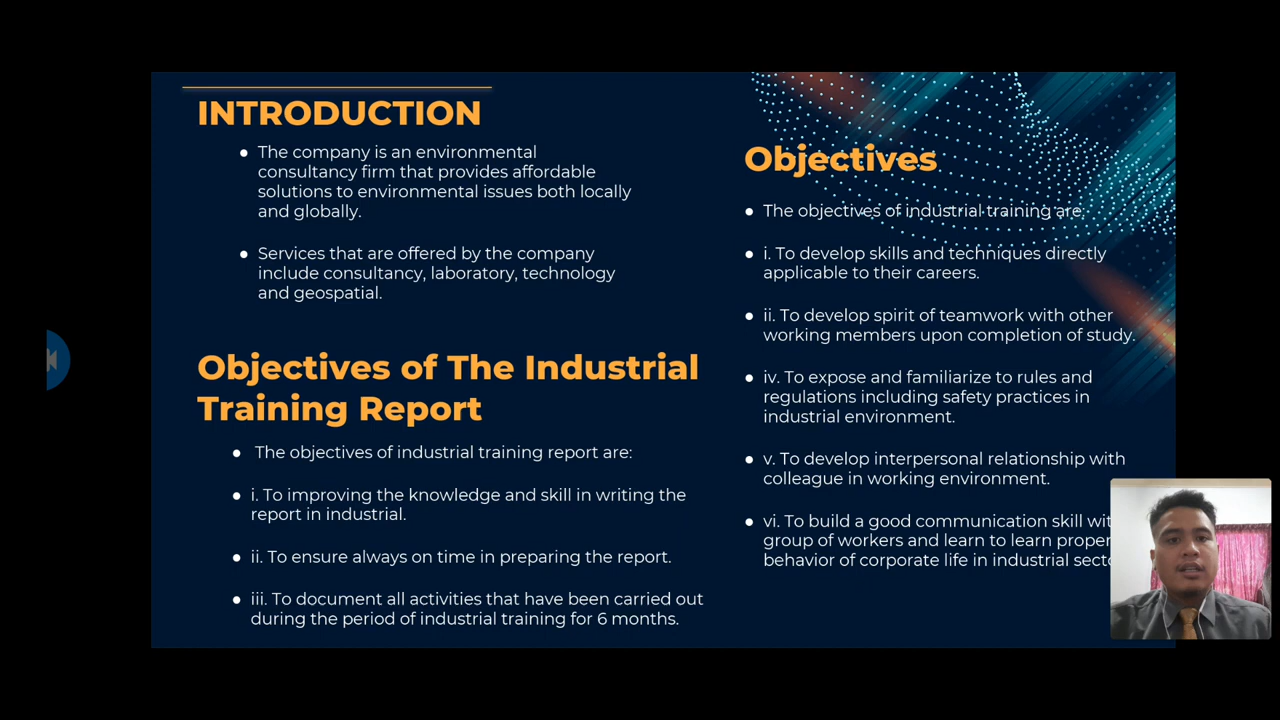 INTRODUCTION
● The company is an environmental
consultancy firm that provides affordable
solutions to environmental issues both locally
and globally.
● Services that are offered by the company
include consultancy, laboratory, technology
and geospatial.
Objectives of The Industrial
Training Report
● The objectives of industrial training report are:
● i. To improving the knowledge and skill in writing the
report in industrial.
● ii. To ensure always on time in preparing the report.
● iii. To document all activities that have been carried out
during the period of industrial training for 6 months.
Objectives
● The objectives of industrial training are:
● i. To develop skills and techniques directly
applicable to their careers.
● ii. To develop spirit of teamwork with other
working members upon completion of study.
● iv. To expose and familiarize to rules and
regulations including safety practices in
industrial environment.
● v. To develop interpersonal relationship with
colleague in working environment.
● vi. To build a good communication skill
group of workers and learn to learn proper
behavior of corporate life in industrial